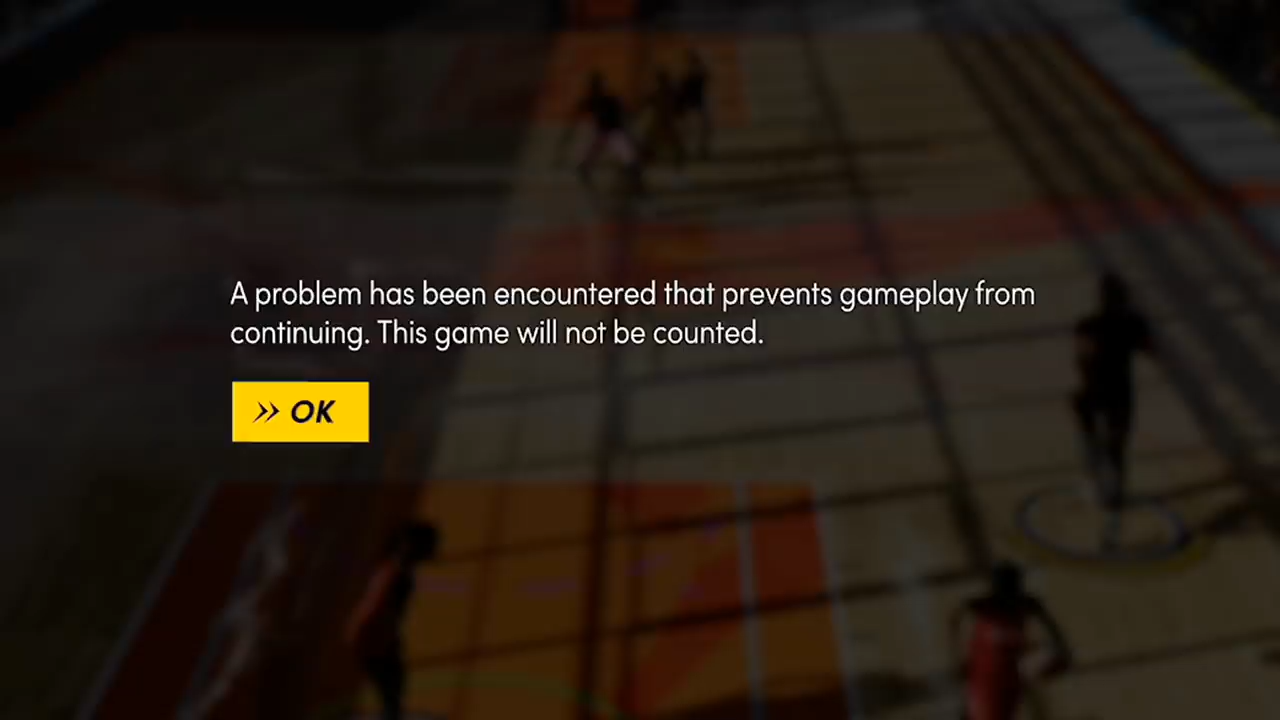 A problem has been encountered that prevents gameplay from
continuing. This game will not be counted.
>> OK